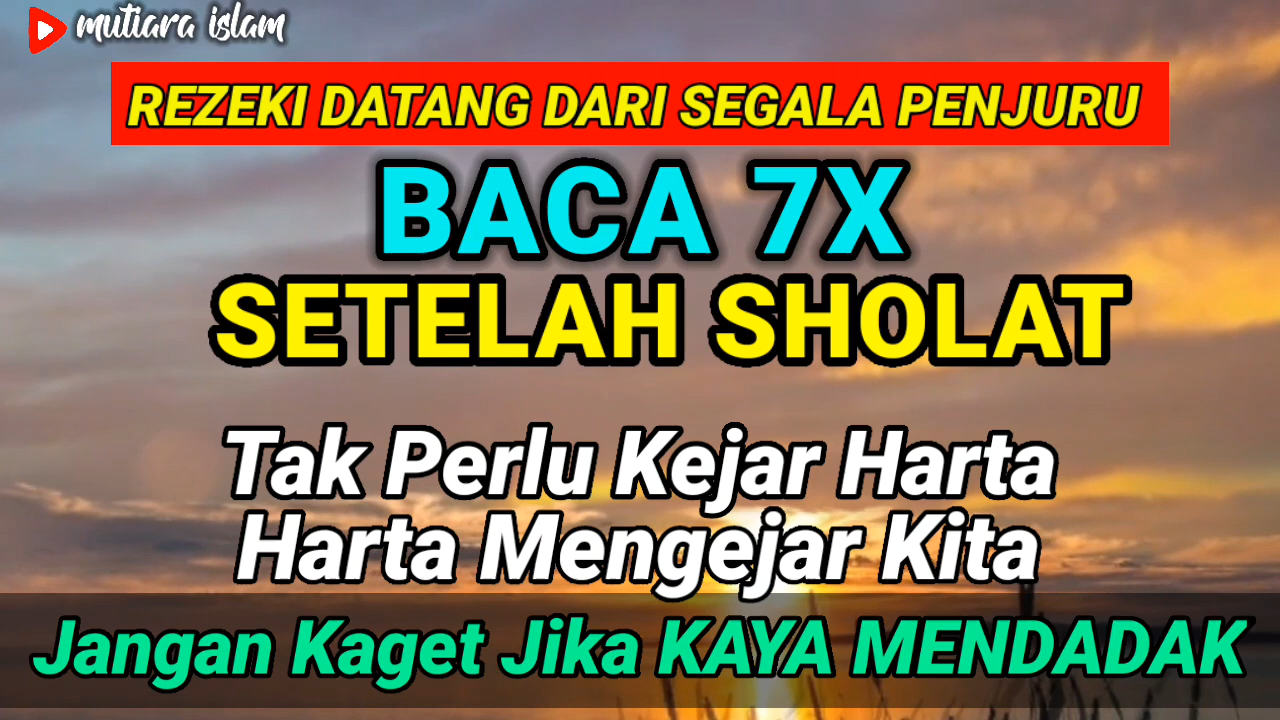 mutiara islam
REZEKI DATANG DARI SEGALA PENJURU
BACA 7X
SETELAH SHOLAT
Tak Perlu Kejar Harta
Harta Mengejar Kita
Jangan Kaget Jika KAYA MENDADAK